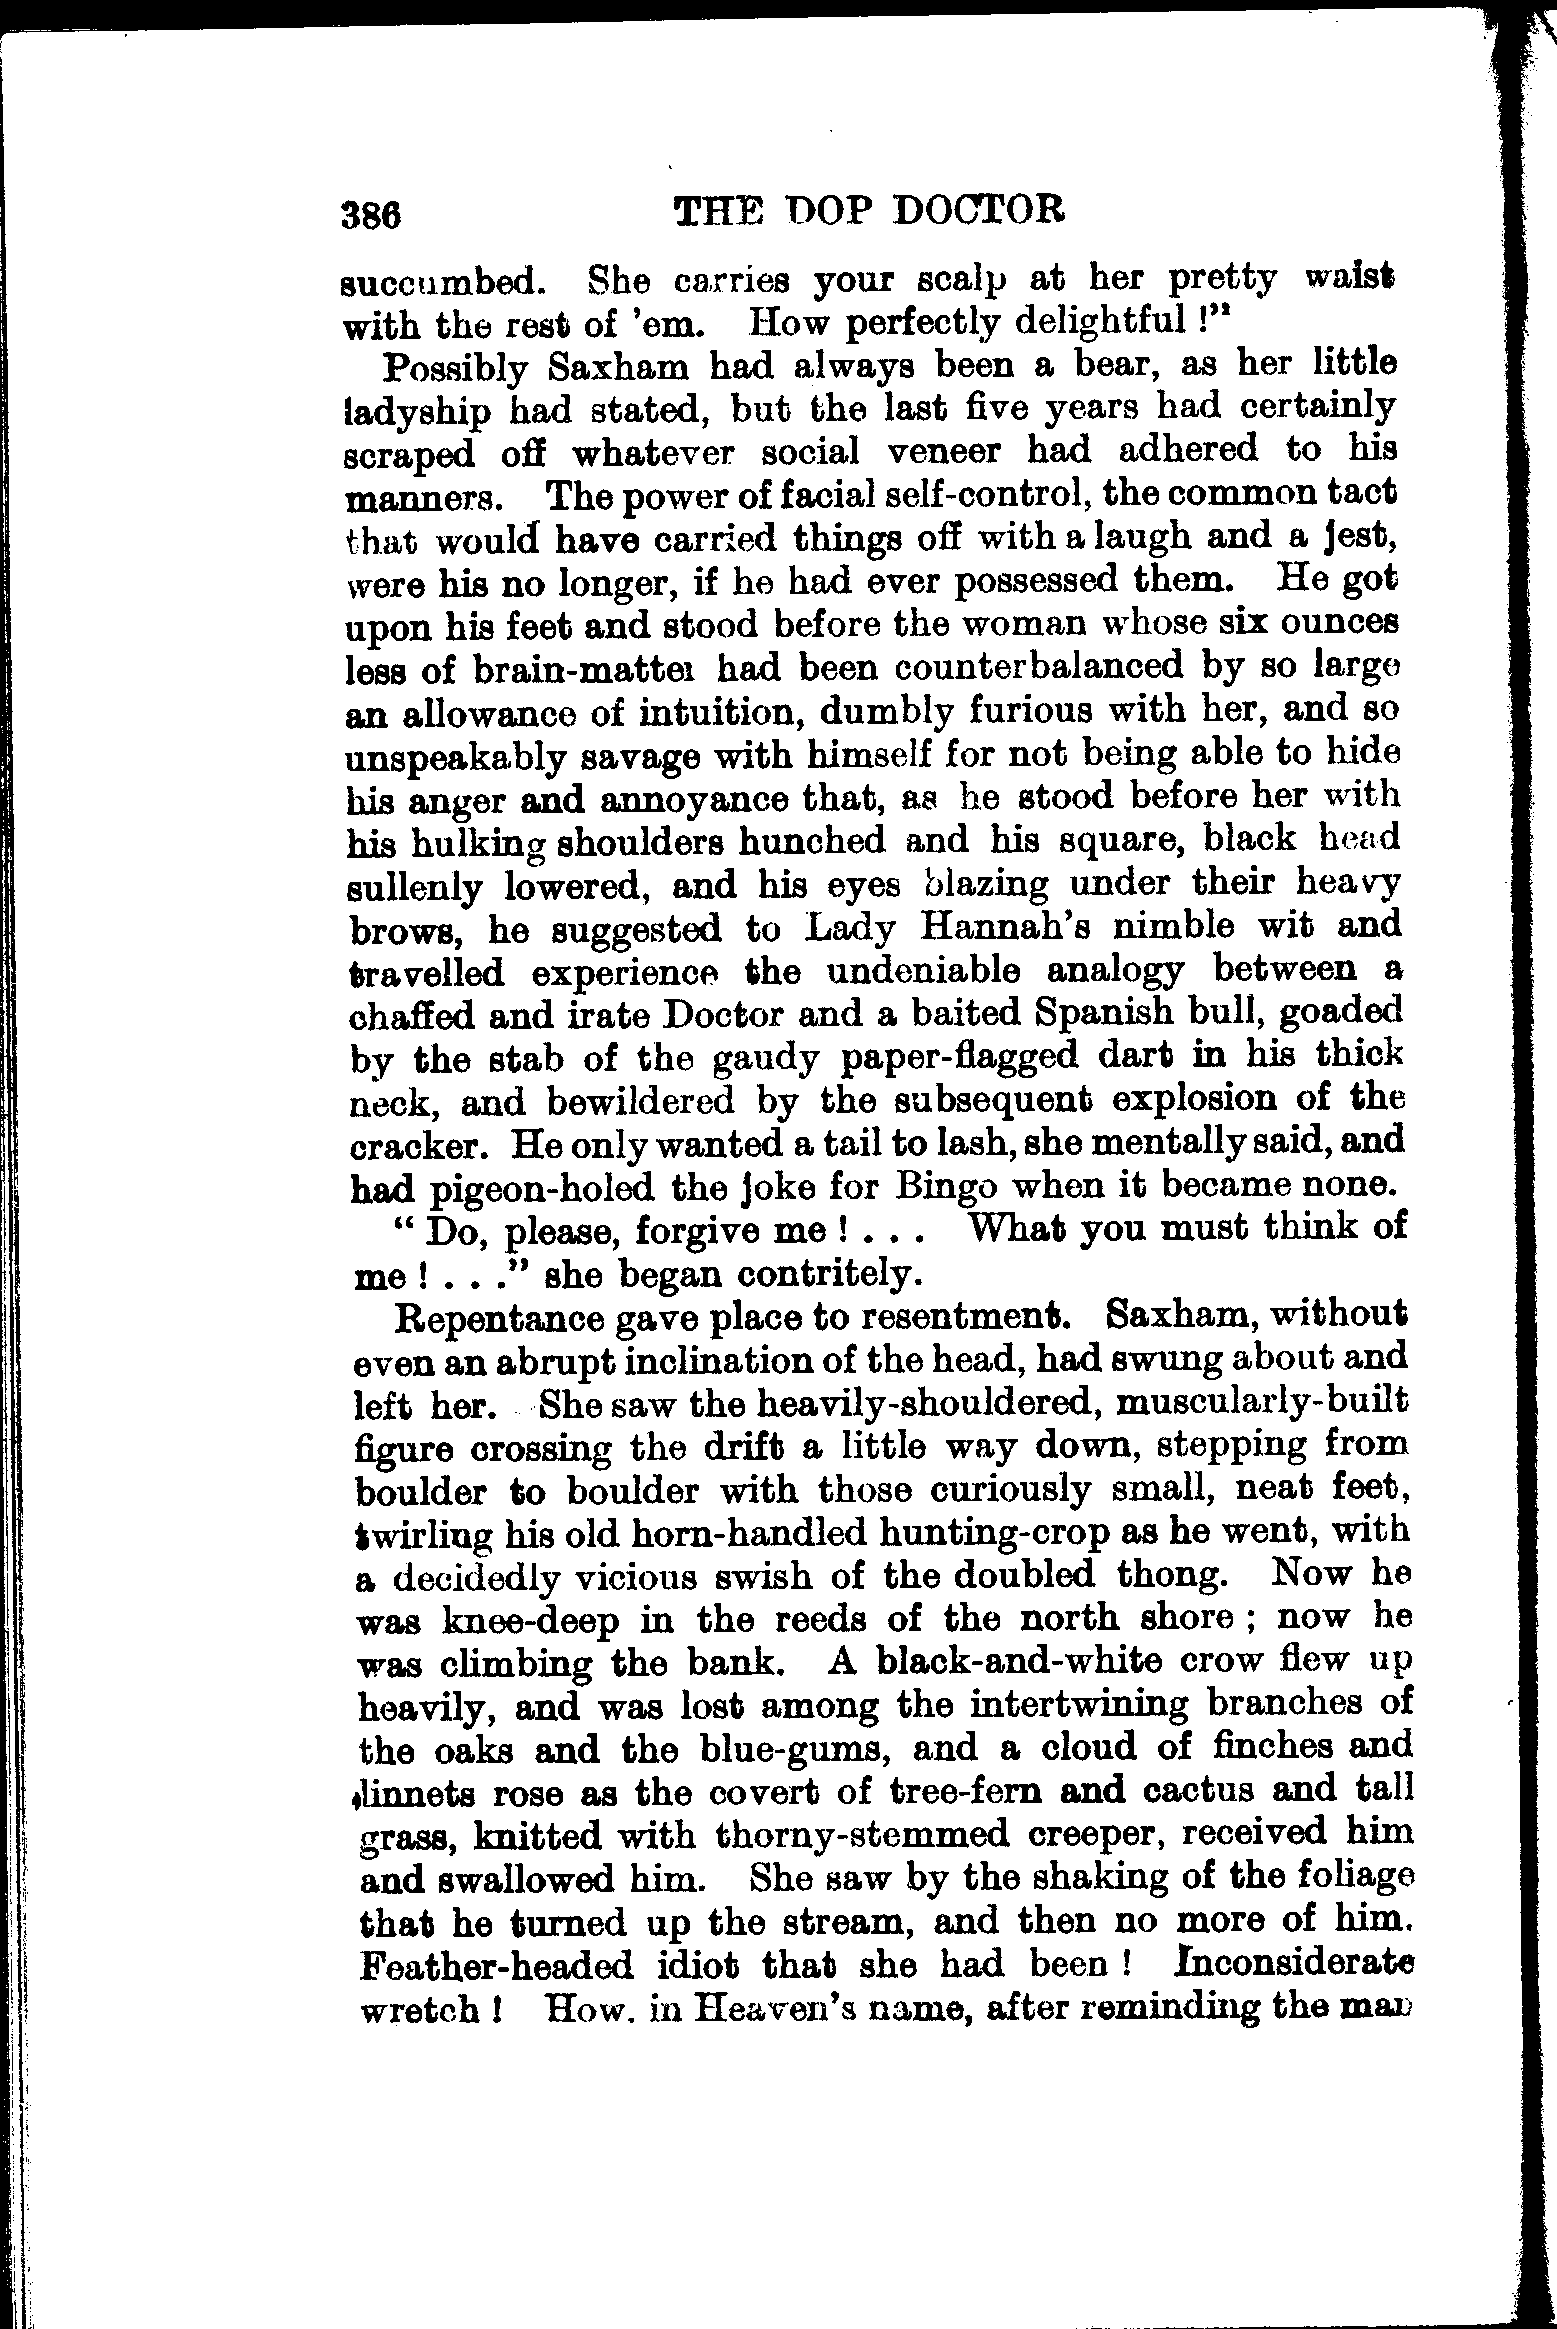 386 THE DOP DOCTOR
succumbed. She carries your scalp at her pretty waist
with the rest of 'em. How perfectly delightful !"
Possibly Saxham had always been a bear, as her little
ladyship had stated, but the last five years had certainly
scraped off whatever social veneer had adhered to his
manners. The power of facial self-control, the common tact
that would have carried things off with a laugh and a jest,
were his no longer, if he had ever possessed them. He got
upon his feet and stood before the woman whose six ounces
less of brain-matter had been counterbalanced by so large
an allowance of intuition, dumbly furious with her, and so
unspeakably savage with himself for not being able to hide
his anger and annoyance that, as he stood before her with
his hulking shoulders hunched and his square, black head
sullenly lowered, and his eyes blazing under their heavy
brows, he suggested to Lady Hannah's nimble wit and
travelled experience the undeniable analogy between a
chaffed and irate Doctor and a baited Spanish bull, goaded
by the stab of the gaudy paper-flagged dart in his thick
neck, and bewildered by the subsequent explosion of the
cracker. He only wanted a tail to lash, she mentally said, and
had pigeon-holed the joke for Bingo when it became none.
" Do, please, forgive me ! . . . What you must think of
me ! . . ." she began contritely.
Repentance gave place to resentment. Saxham, without
even an abrupt inclination of the head, had swung about and
left her. She saw the heavily-shouldered, muscularly-built
figure crossing the drift a little way down, stepping from
boulder to boulder with those curiously small, neat feet,
twirling his old horn-handled hunting-crop as he went, with
a decidedly vicious swish of the doubled thong. Now he
was knee-deep in the reeds of the north shore ; now he
was climbing the bank. A black-and-white crow flew up
heavily, and was lost among the intertwining branches of
the oaks and the blue-gums, and a cloud of finches and
linnets rose as the covert of tree-fern and cactus and tall
grass, knitted with thorny-stemmed creeper, received him
and swallowed him. She saw by the shaking of the foliage
that he turned up the stream, and then no more of him.
Feather-headed idiot that she had been ! Inconsiderate
wretch ! How. in Heaven's name, after reminding the man